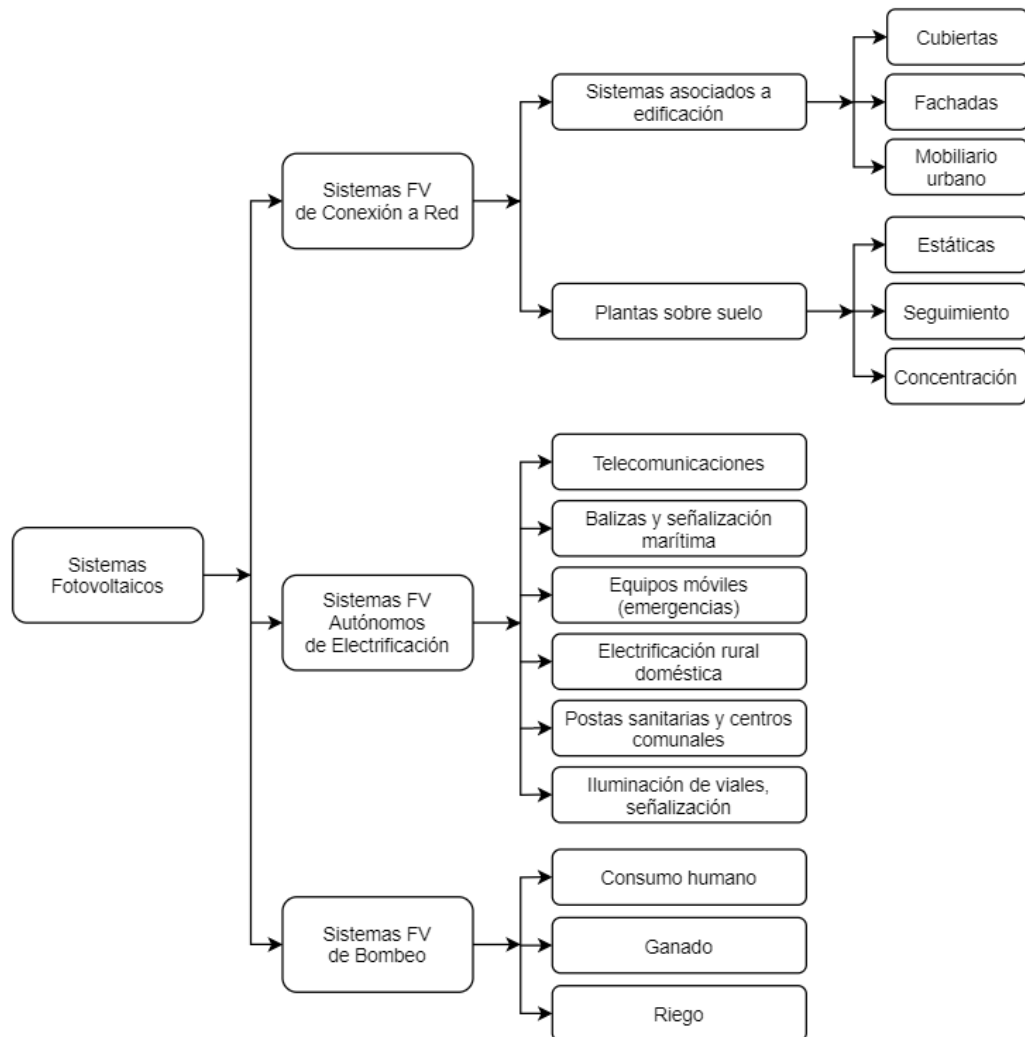 Sistemas
Fotovoltaicos
Sistemas FV
de Conexión a Red
Sistemas asociados a
edificación
Cubiertas
Fachadas
Mobiliario
urbano
Plantas sobre suelo
Estáticas
Seguimiento
Concentración
Sistemas FV
Autónomos
de Electrificación
Telecomunicaciones
Balizas y señalización
marítima
Equipos móviles
(emergencias)
Electrificación rural
doméstica
Postas sanitarias y centros
comunales
Iluminación de viales,
señalización
Sistemas FV
de Bombeo
Consumo humano
Ganado
Riego